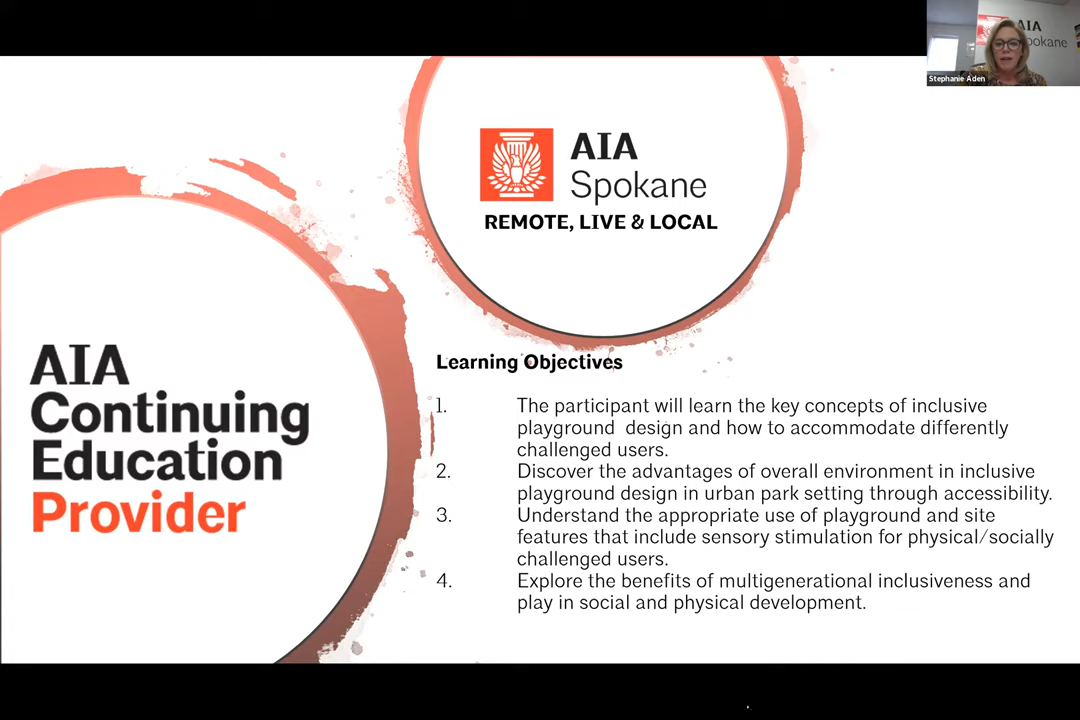 AIA
Spokane
Stephanie Aden
AIA
Spokane
REMOTE, LIVE & LOCAL
AIA
Continuing
Education
Provider
Learning Objectives
1. The participant will learn the key concepts of inclusive
playground design and how to accommodate differently
challenged users.
2. Discover the advantages of overall environment in inclusive
playground design in urban park setting through accessibility.
3. Understand the appropriate use of playground and site
features that include sensory stimulation for physical/socially
challenged users.
4. Explore the benefits of multigenerational inclusiveness and
play in social and physical development.